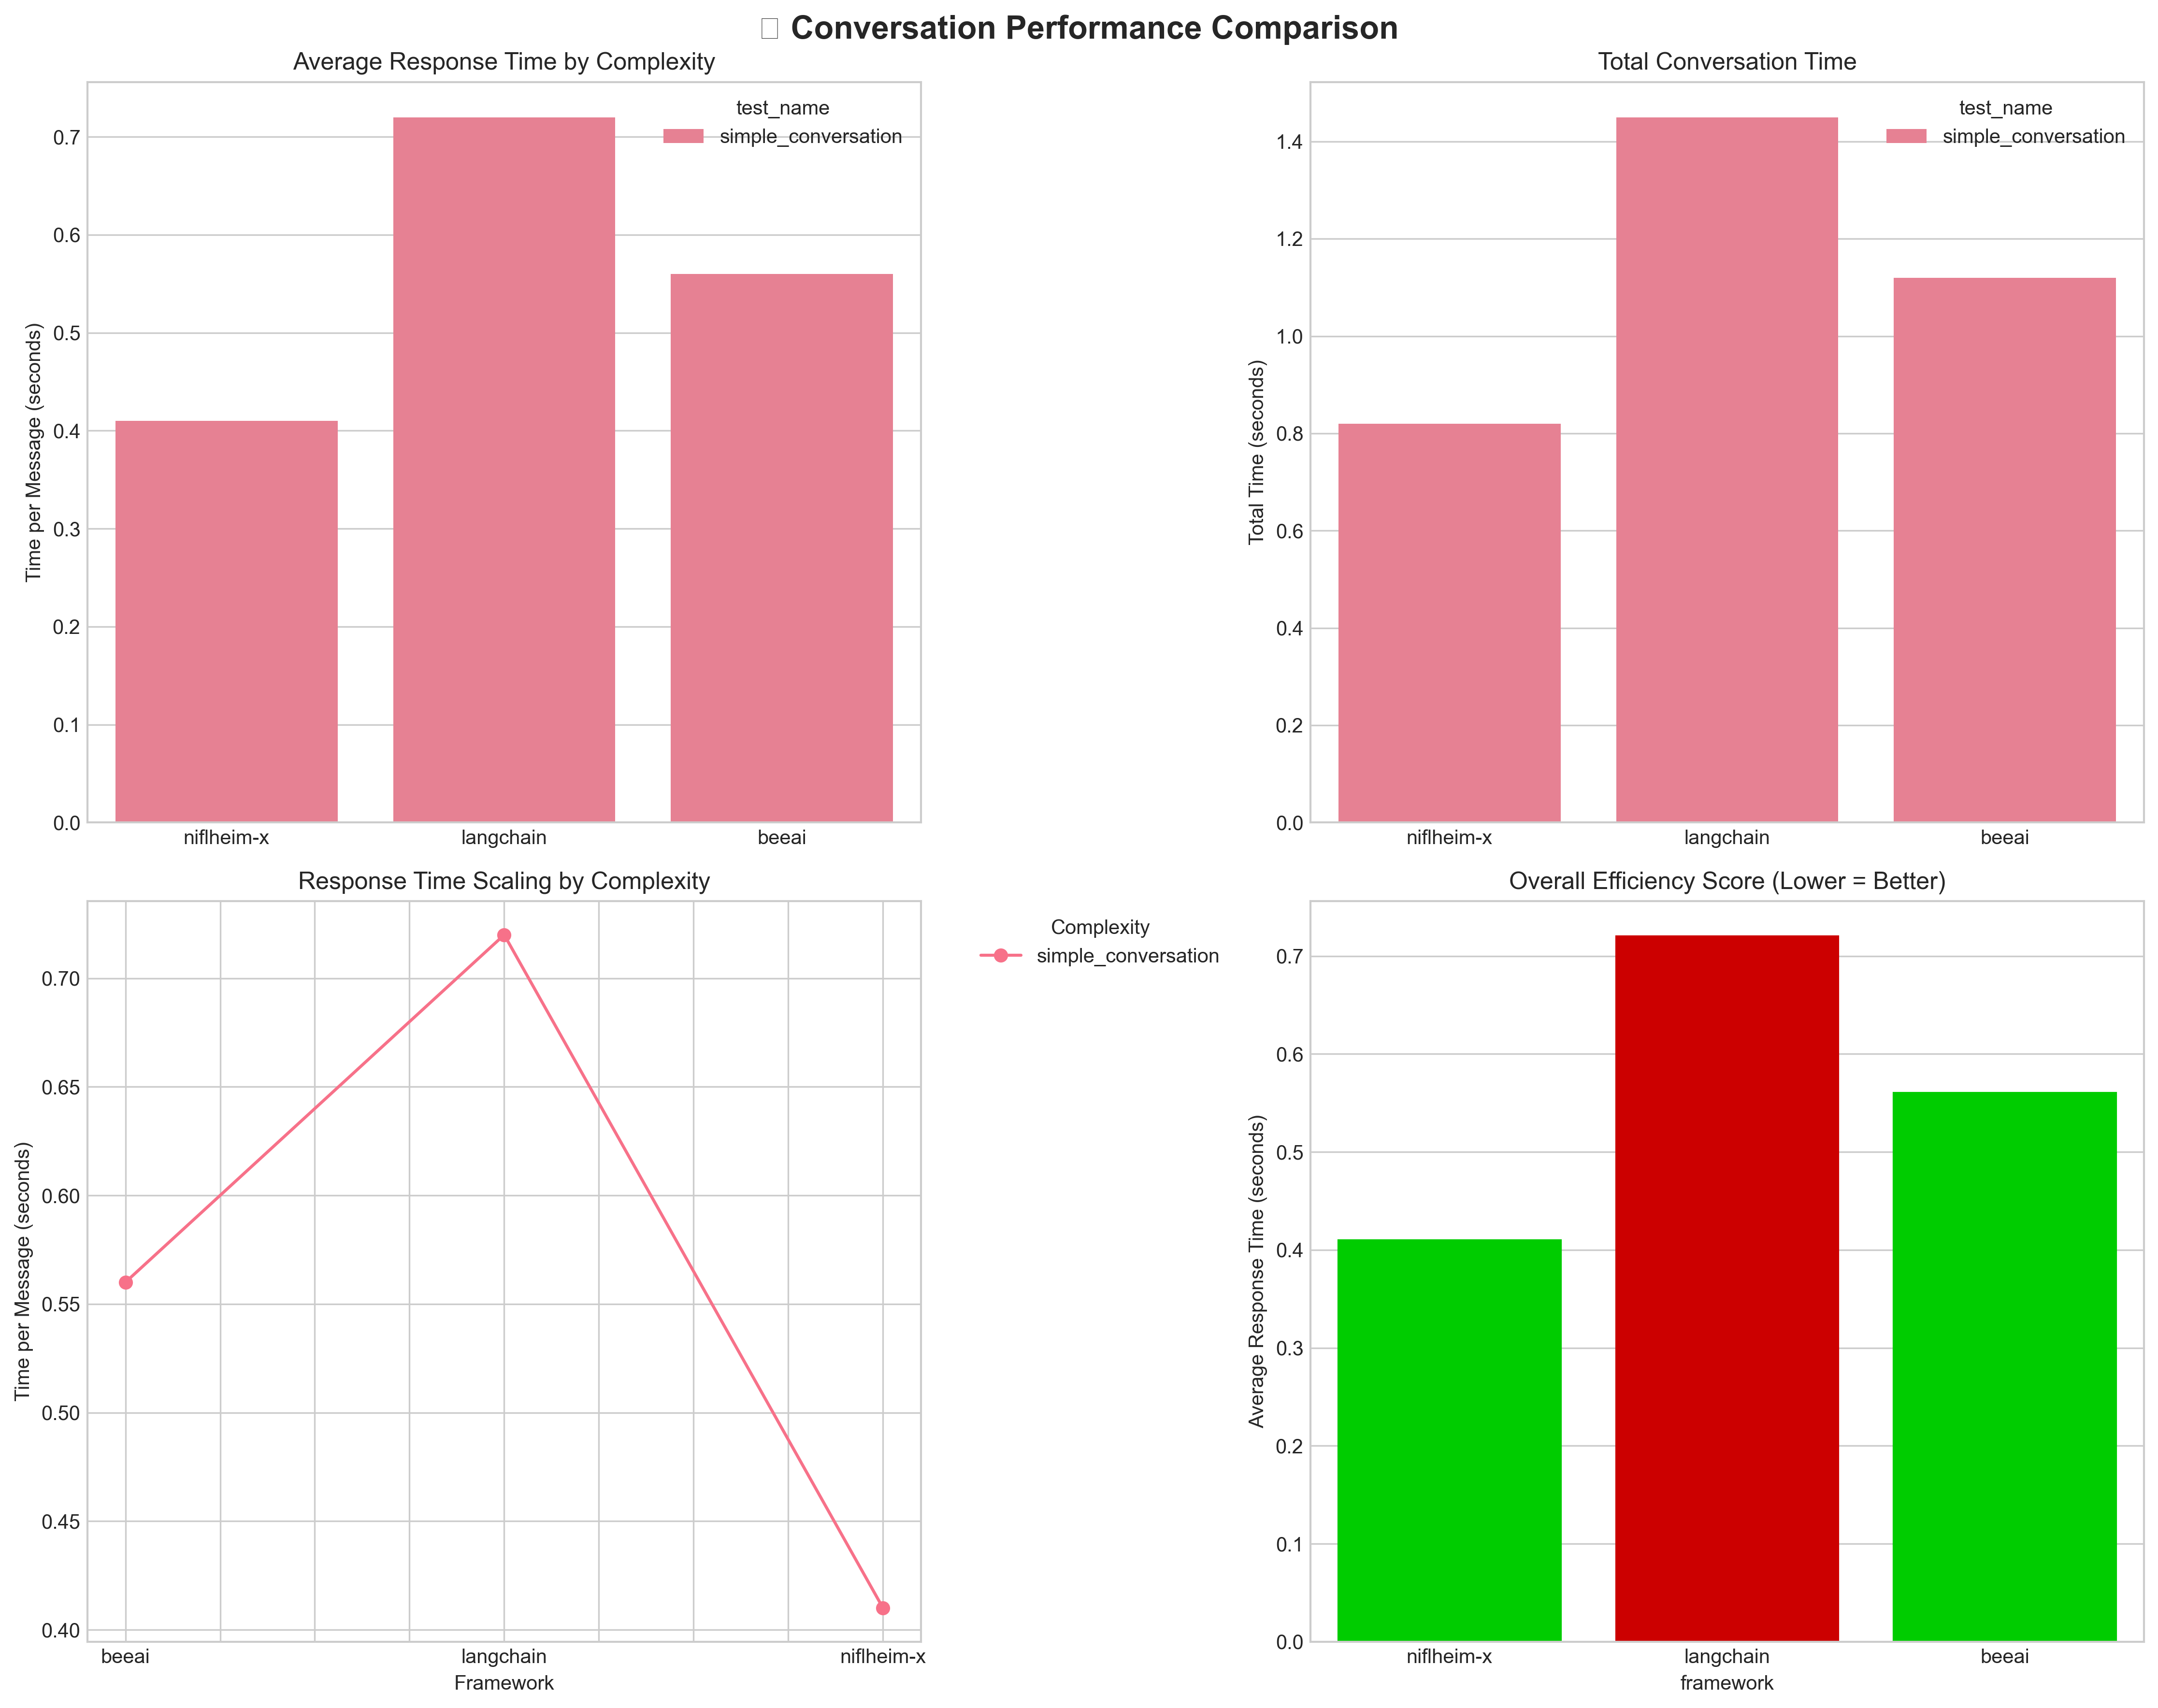 Conversation Performance Comparison
Average Response Time by Complexity
Time per Message (seconds)
0.7
0.6
0.5
0.4
0.3
0.2
0.1
0.0
test_name
simple_conversation
niflheim-x
langchain
beeai
Total Conversation Time
Total Time (seconds)
1.4
1.2
1.0
0.8
0.6
0.4
0.2
0.0
test_name
simple_conversation
niflheim-x
langchain
beeai
Response Time Scaling by Complexity
Time per Message (seconds)
0.70
0.65
0.60
0.55
0.50
0.45
0.40
beeai
langchain
niflheim-x
Framework
Complexity
simple_conversation
Overall Efficiency Score (Lower = Better)
Average Response Time (seconds)
0.7
0.6
0.5
0.4
0.3
0.2
0.1
0.0
niflheim-x
langchain
beeai
framework